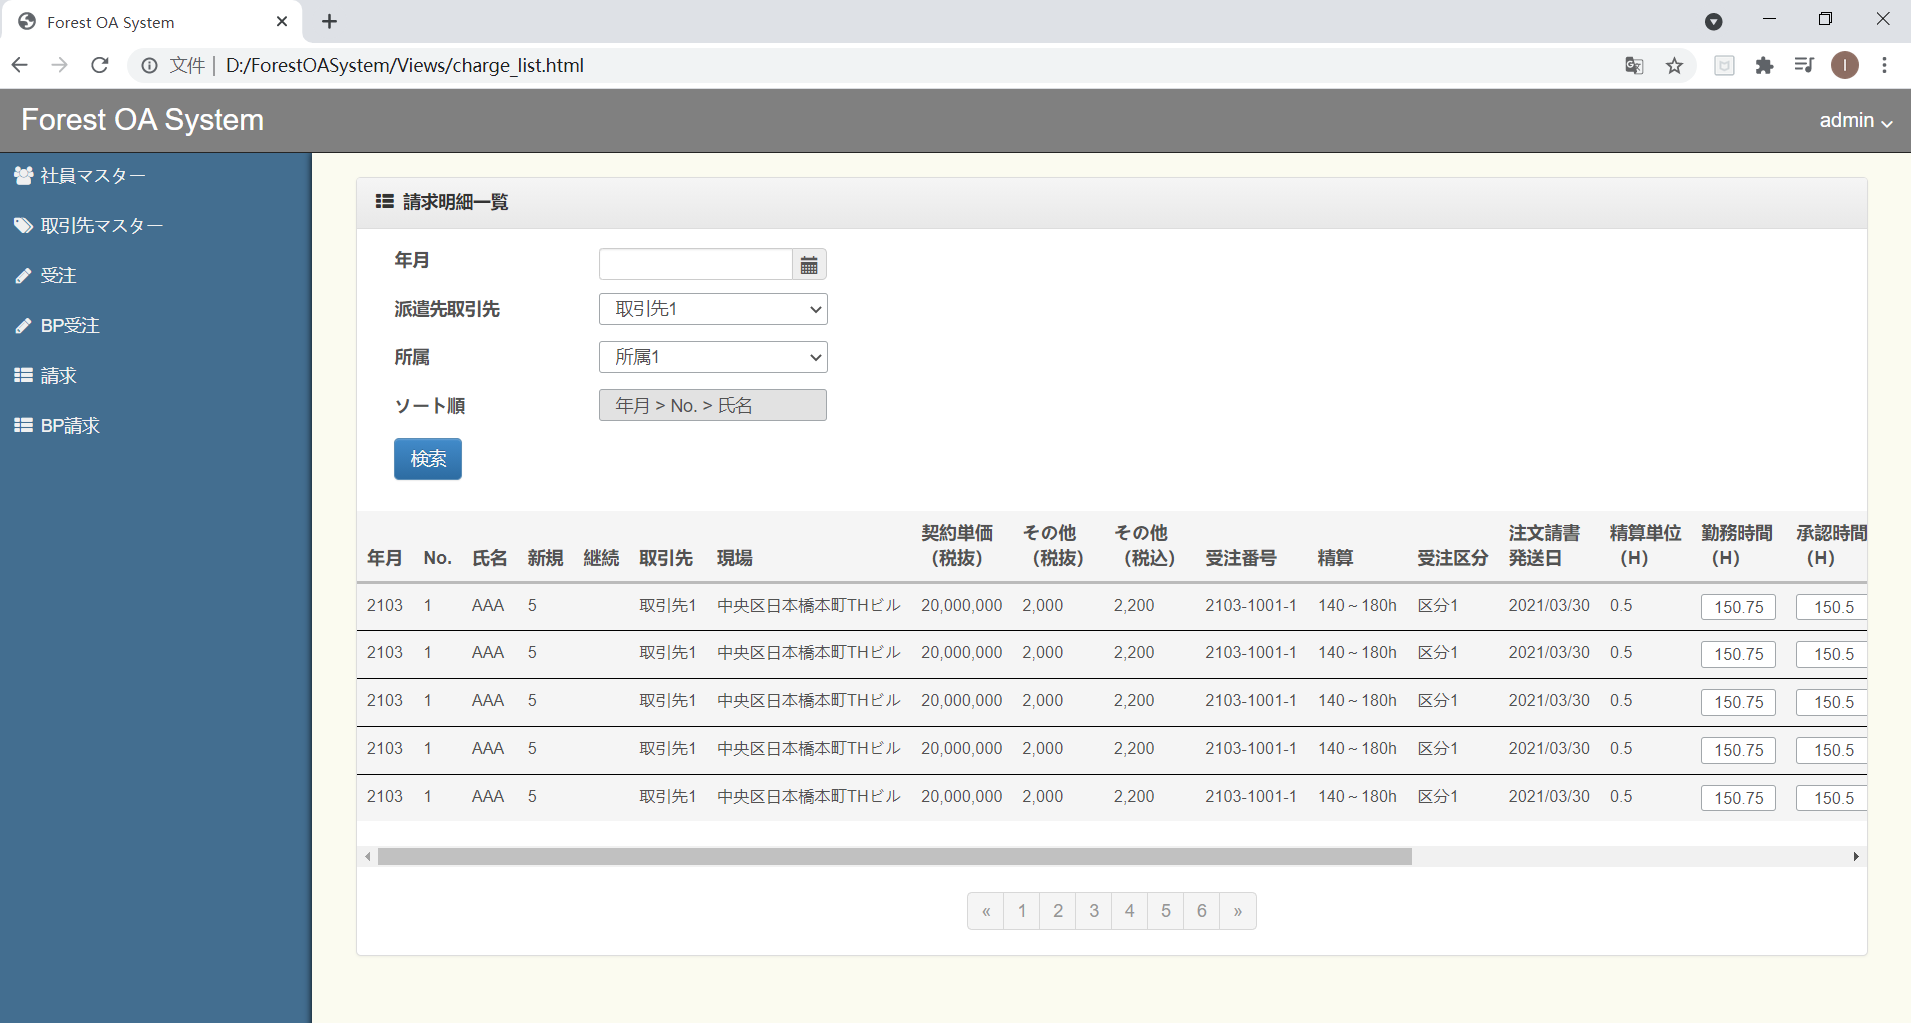 Forest OA System
文件 | D:/ForestOASystem/Views/charge_list.html
I
Forest OA System
admin
社員マスター
取引先マスター
受注
BP受注
請求
BP請求
請求明細一覧
年月
派遣先取引先 取引先1
所属 所属1
ソート順 年月 > No. > 氏名
検索
年月 No. 氏名 新規 継続 取引先 現場 契約単価（税抜） その他（税抜） その他（税込） 受注番号 精算 受注区分 注文請書発送日 精算単位（H） 勤務時間（H） 承認時間（H）
2103 1 AAA 5 取引先1 中央区日本橋本町THビル 20,000,000 2,000 2,200 2103-1001-1 140～180h 区分1 2021/03/30 0.5 150.75 150.5
2103 1 AAA 5 取引先1 中央区日本橋本町THビル 20,000,000 2,000 2,200 2103-1001-1 140～180h 区分1 2021/03/30 0.5 150.75 150.5
2103 1 AAA 5 取引先1 中央区日本橋本町THビル 20,000,000 2,000 2,200 2103-1001-1 140～180h 区分1 2021/03/30 0.5 150.75 150.5
2103 1 AAA 5 取引先1 中央区日本橋本町THビル 20,000,000 2,000 2,200 2103-1001-1 140～180h 区分1 2021/03/30 0.5 150.75 150.5
2103 1 AAA 5 取引先1 中央区日本橋本町THビル 20,000,000 2,000 2,200 2103-1001-1 140～180h 区分1 2021/03/30 0.5 150.75 150.5
« 1 2 3 4 5 6 »